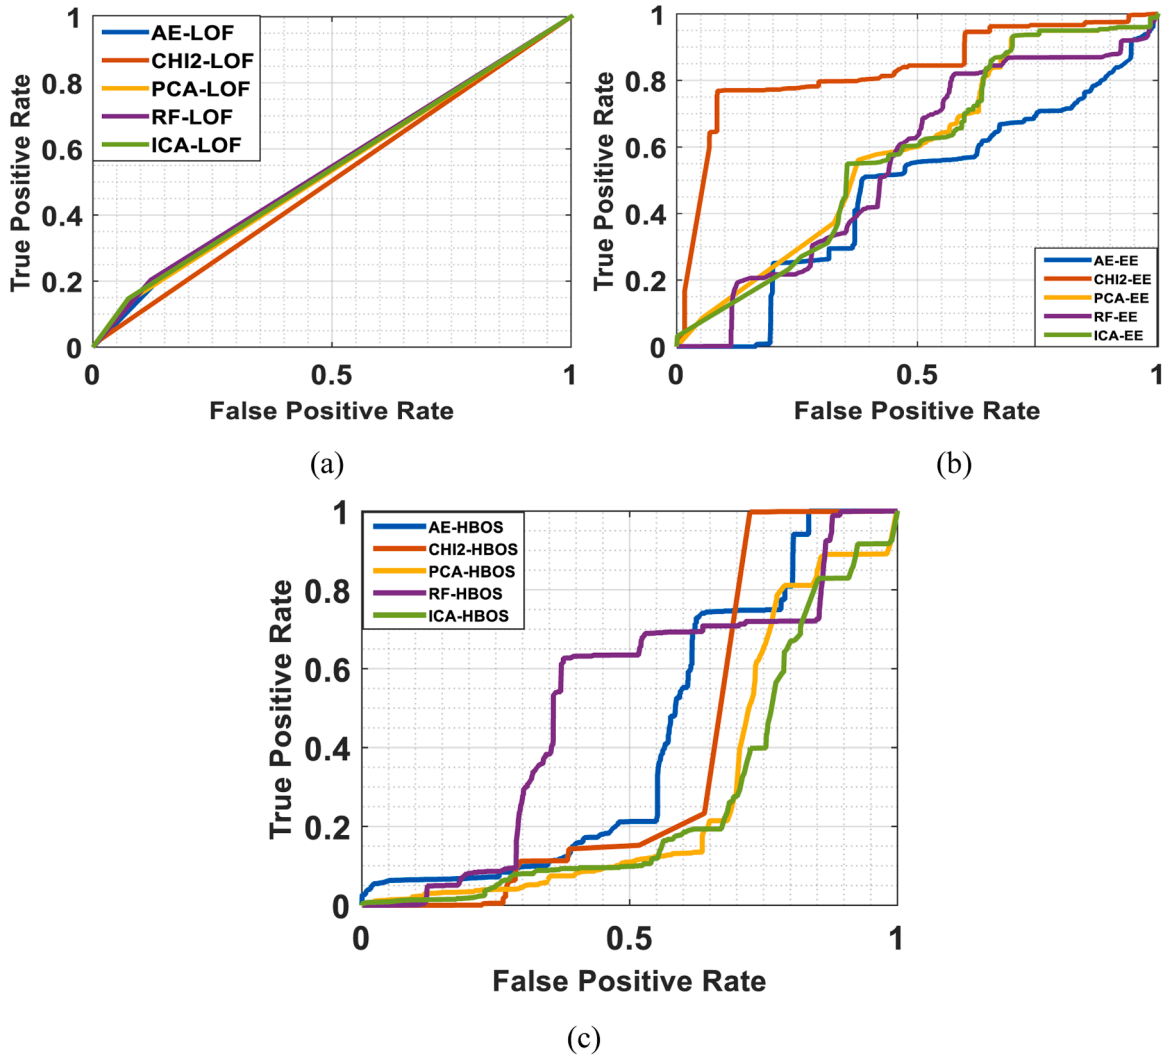 AE-LOF
CHI2-LOF
PCA-LOF
RF-LOF
ICA-LOF
1
0.8
0.6
0.4
0.2
0
0
0.5
1
True Positive Rate
False Positive Rate
(a)
1
0.8
0.6
0.4
0.2
0
0
0.5
1
True Positive Rate
False Positive Rate
AE-EE
CHI2-EE
PCA-EE
RF-EE
ICA-EE
(b)
AE-HBOS
CHI2-HBOS
PCA-HBOS
RF-HBOS
ICA-HBOS
1
0.8
0.6
0.4
0.2
0
0
0.5
1
True Positive Rate
False Positive Rate
(c)